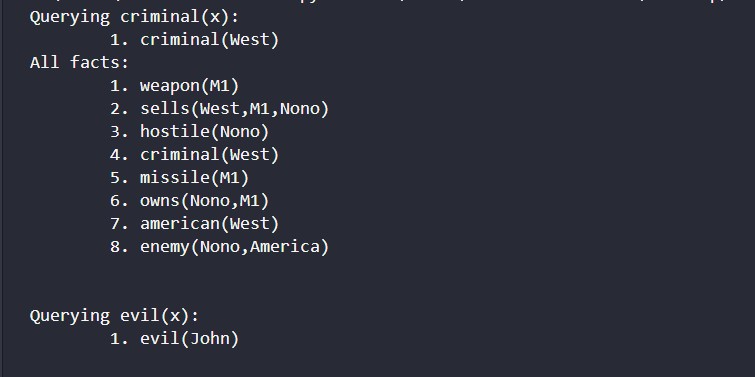 Querying criminal(x):
1. criminal(West)
All facts:
1. weapon(M1)
2. sells(West,M1,Nono)
3. hostile(Nono)
4. criminal(West)
5. missile(M1)
6. owns(Nono,M1)
7. american(West)
8. enemy(Nono,America)
Querying evil(x):
1. evil(John)